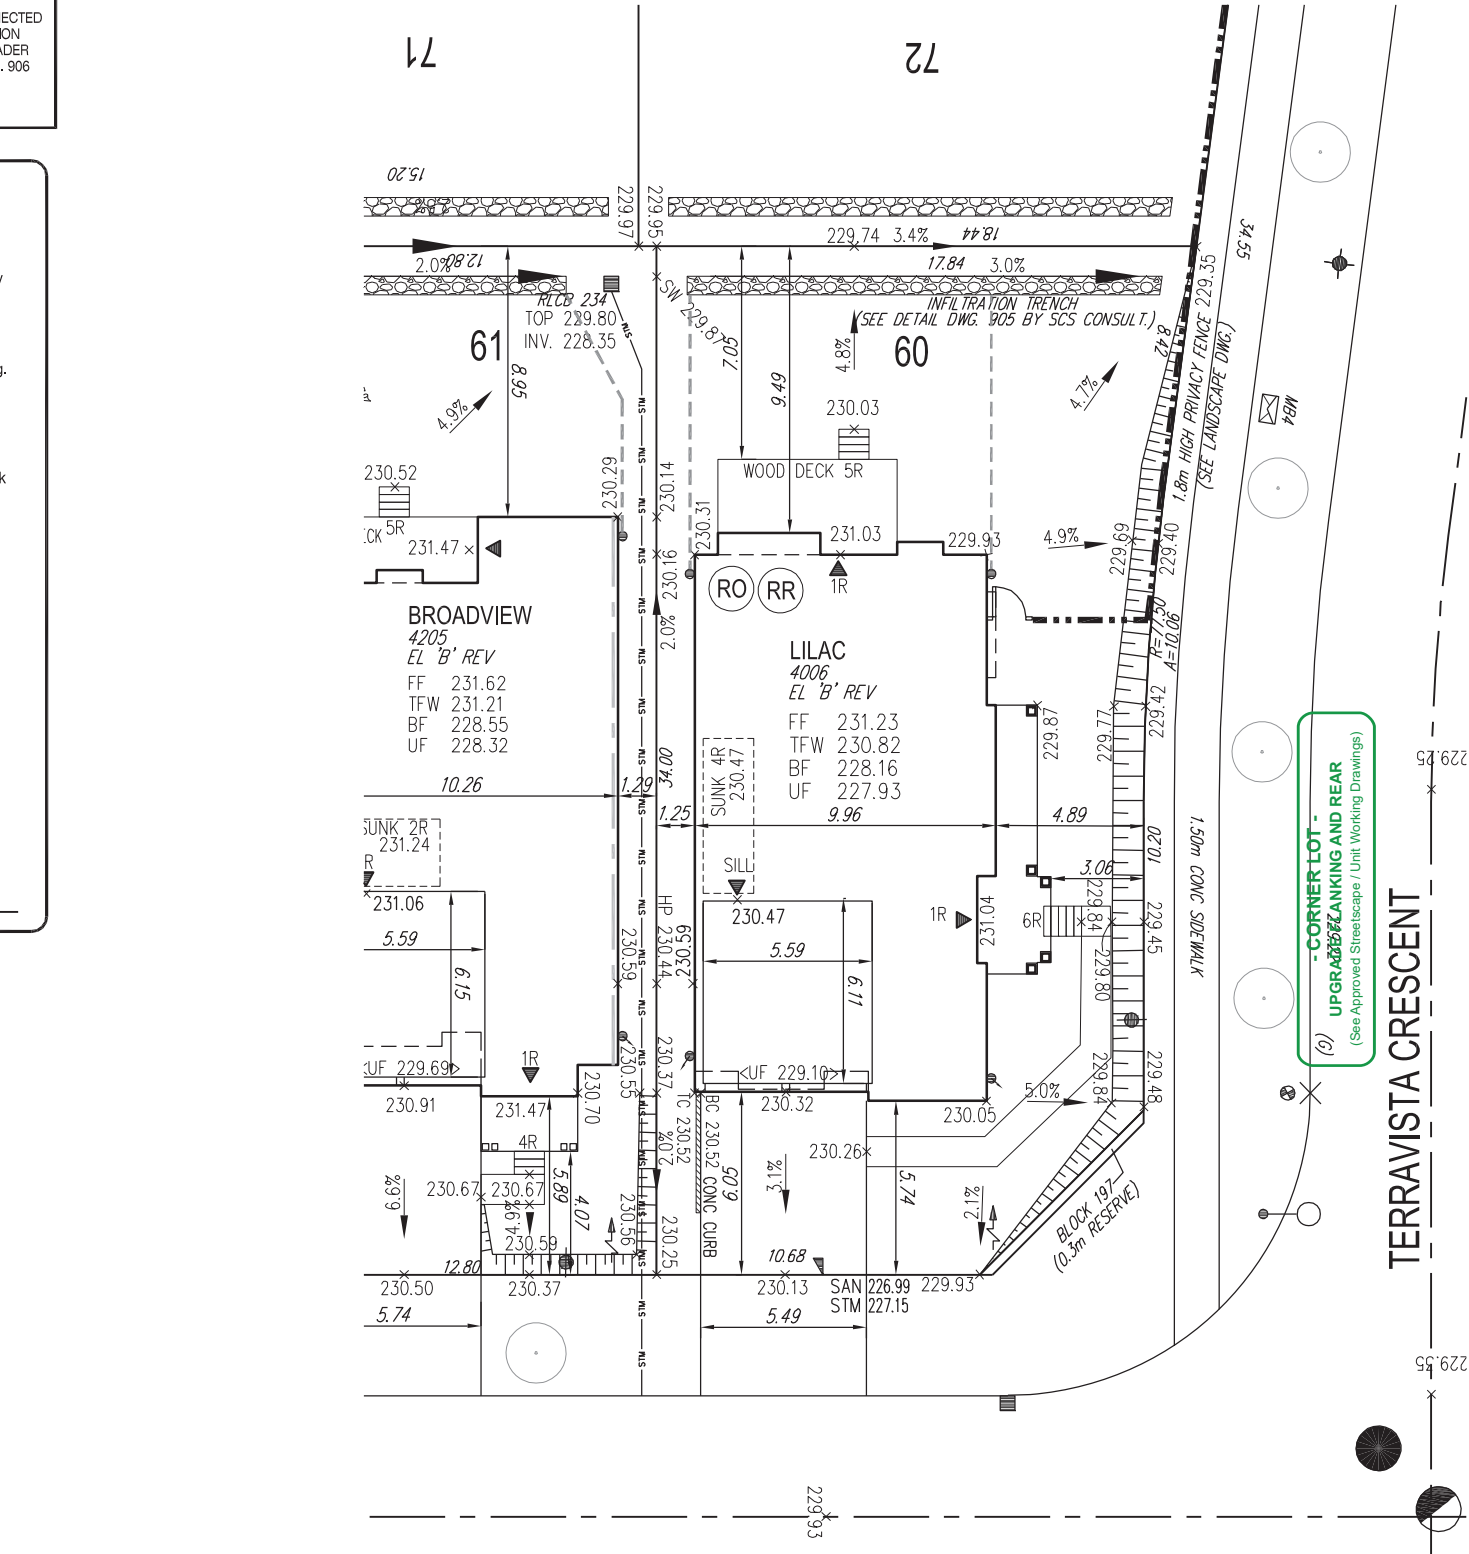 ECTED
ION
ADER
. 906
y
g.
k
71
72
15.20
229.97
229.95
229.74 3.4%
18.44
2.0%
12.80
17.84 3.0%
34.55
RLCB 234
TOP 229.80
INV. 228.35
SW 229.87
INFILTRATION TRENCH
(SEE DETAIL DWG. 905 BY SCS CONSULT.)
229.35
61
60
8.95
7.05
9.49
4.8%
4.9%
4.7%
8.42
1.8m HIGH PRIVACY FENCE
(SEE LANDSCAPE DWG.)
MB4
230.03
WOOD DECK 5R
230.52
CK 5R
231.47
230.29
230.14
230.31
231.03
1R
229.93
4.9%
229.69
229.40
230.16
2.0%
RO
RR
R=77.50
A=10.06
BROADVIEW
4205
EL 'B' REV
FF 231.62
TFW 231.21
BF 228.55
UF 228.32
LILAC
4006
EL 'B' REV
FF 231.23
TFW 230.82
BF 228.16
UF 227.93
229.87
229.77
229.42
SUNK 4R
230.47
34.00
10.26
1.29
1.25
9.96
4.89
10.20
SUNK 2R
231.24
R
231.06
SILL
230.47
3.06
1R
231.04
6R
229.84
229.80
229.45
1.50m CONC SIDEWALK
5.59
6.15
230.59
HP 230.44
230.59
5.59
6.11
<UF 229.69>
1R
230.91
231.47
230.70
230.55
230.37
<UF 229.10>
230.32
230.05
5.0%
229.84
229.48
4R
2.0%
TC 230.52
BC 230.52 CONC CURB
230.26
6.05
5.74
3.1%
2.1%
9.9%
230.67
230.67
5.89
4.07
4.6%
230.59
230.56
230.25
BLOCK 197
(0.3m RESERVE)
12.80
10.68
230.50
230.37
230.13
SAN 226.99
STM 227.15
229.93
5.74
5.49
STM
- CORNER LOT -
UPGRADE FLANKING AND REAR
(See Approved Streetscape / Unit Working Drawings)
(G)
TERRAVISTA CRESCENT
229.25
229.55
229.93